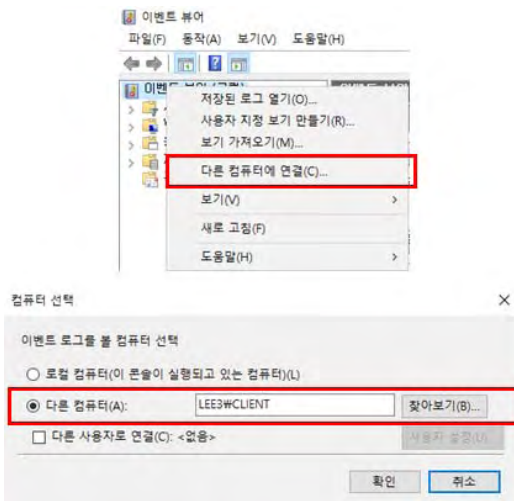 이벤트 뷰어
파일(F) 동작(A) 보기(V) 도움말(H)
저장된 로그 열기(O)...
사용자 지정 보기 만들기(R)...
보기 가져오기(M)...
다른 컴퓨터에 연결(C)...
보기(V)
새로 고침(F)
도움말(H)
컴퓨터 선택
이벤트 로그를 볼 컴퓨터 선택
로컬 컴퓨터(이 콘솔이 실행되고 있는 컴퓨터)(L)
다른 컴퓨터(A): LEE3₩CLIENT 찾아보기(B)...
다른 사용자로 연결(C): <없음> 사용자 설정(U)...
확인 취소